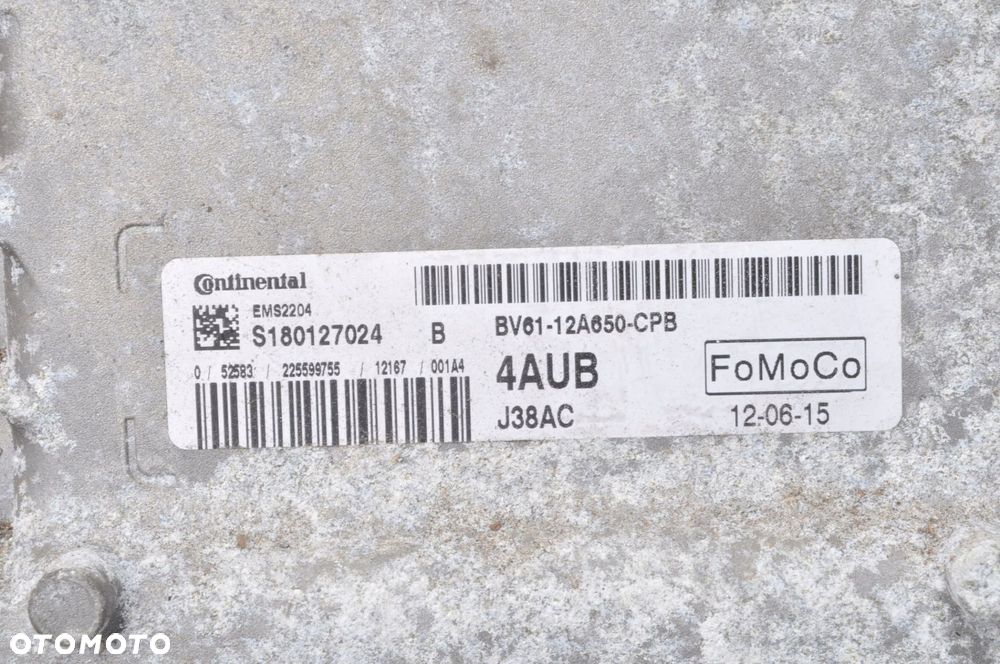 Continental
EMS2204
S180127024 B
0 / 52583 / 225599755 / 12167 / 001A4
BV61-12A650-CPB
4AUB
FoMoCo
J38AC
12-06-15
OTOMOTO